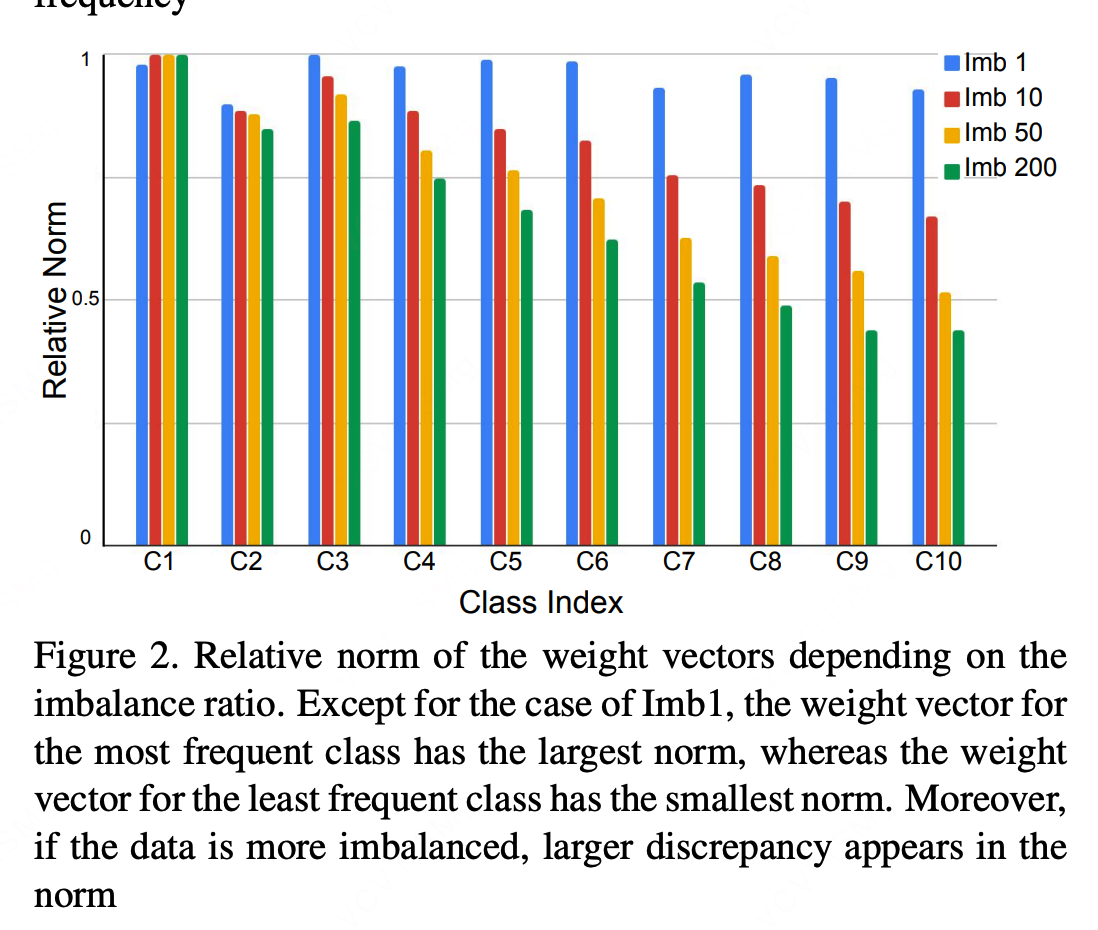 frequency
1
Imb 1
Imb 10
Imb 50
Imb 200
Relative Norm
0.5
0
C1 C2 C3 C4 C5 C6 C7 C8 C9 C10
Class Index
Figure 2. Relative norm of the weight vectors depending on the
imbalance ratio. Except for the case of Imb1, the weight vector for
the most frequent class has the largest norm, whereas the weight
vector for the least frequent class has the smallest norm. Moreover,
if the data is more imbalanced, larger discrepancy appears in the
norm